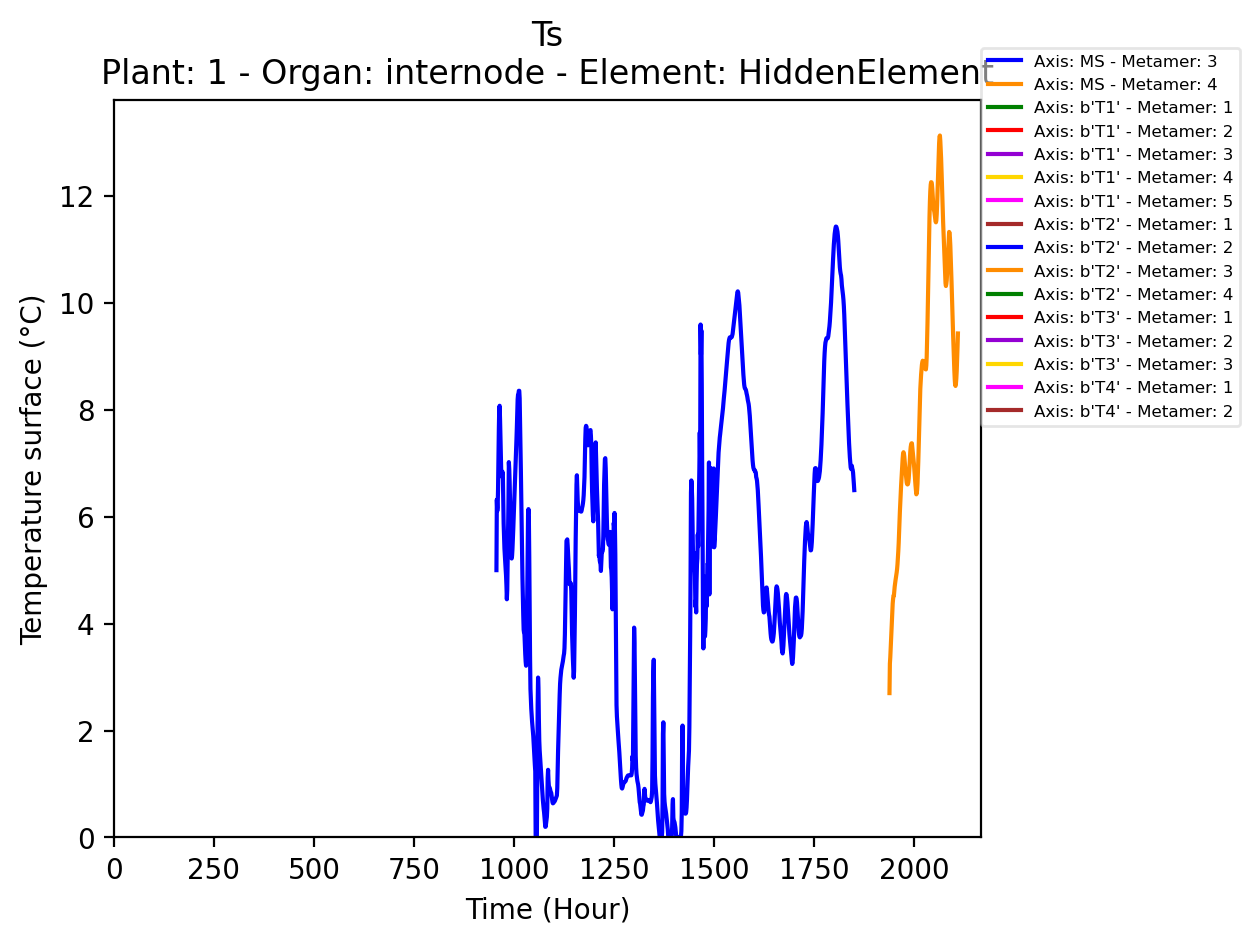 Ts
Plant: 1 - Organ: internode - Element: HiddenElement
Axis: MS - Metamer: 3
Axis: MS - Metamer: 4
Axis: b'T1' - Metamer: 1
Axis: b'T1' - Metamer: 2
Axis: b'T1' - Metamer: 3
Axis: b'T1' - Metamer: 4
Axis: b'T1' - Metamer: 5
Axis: b'T2' - Metamer: 1
Axis: b'T2' - Metamer: 2
Axis: b'T2' - Metamer: 3
Axis: b'T2' - Metamer: 4
Axis: b'T3' - Metamer: 1
Axis: b'T3' - Metamer: 2
Axis: b'T3' - Metamer: 3
Axis: b'T4' - Metamer: 1
Axis: b'T4' - Metamer: 2
Temperature surface (°C)
12
10
8
6
4
2
0
0 250 500 750 1000 1250 1500 1750 2000
Time (Hour)